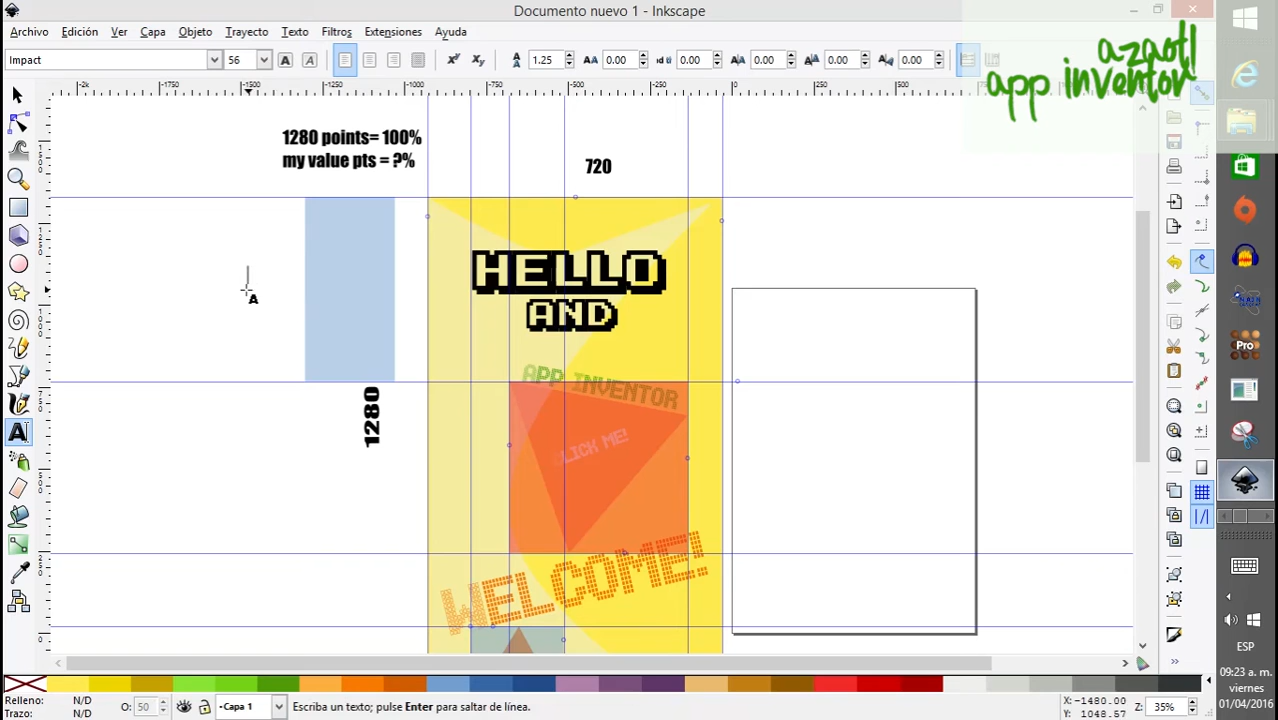 Documento nuevo 1 - Inkscape
Archivo Edición Ver Capa Objeto Trayecto Texto Filtros Extensiones Ayuda
azaotl
app inventor
Impact 56 1.25 0.00 0.00 0.00 0.00 0.00
1280 points= 100%
my value pts = ?%
720
HELLO
AND
1280
APP INVENTOR
CLICK ME!
WELCOME!
Pro
ESP
09:23 a.m.
viernes
01/04/2016
Relleno: N/D
Trazo: N/D
O: 50
-Capa 1
Escriba un texto; pulse Enter para saltar de línea.
X:-1480.00
Y: 1048.57
Z: 35%